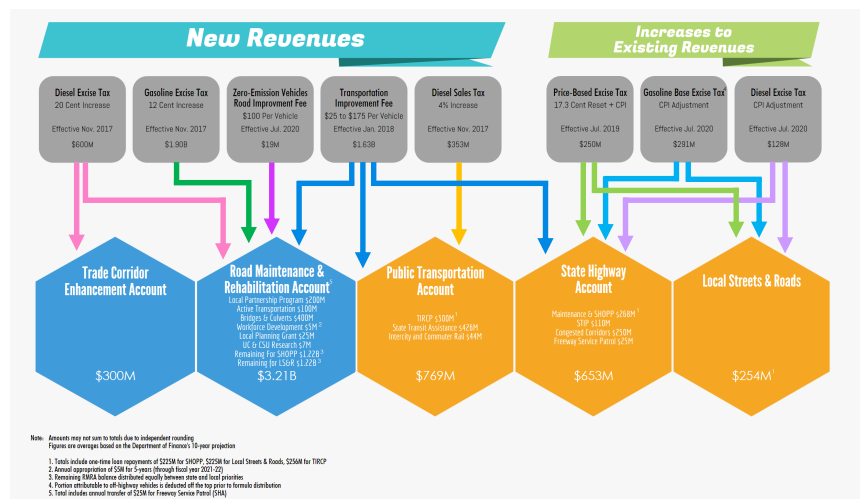 New Revenues
Increases to
Existing Revenues
Diesel Excise Tax
20 Cent Increase
Effective Nov. 2017
$600M
Gasoline Excise Tax
12 Cent Increase
Effective Nov. 2017
$1.90B
Zero-Emission Vehicles
Road Improvment Fee
$100 Per Vehicle
Effective Jul. 2020
$19M
Transportation
Improvement Fee
$25 to $175 Per Vehicle
Effective Jan. 2018
$1.63B
Diesel Sales Tax
4% Increase
Effective Nov. 2017
$353M
Price-Based Excise Tax
17.3 Cent Reset + CPI
Effective Jul. 2019
$250M
Gasoline Base Excise Tax⁴
CPI Adjustment
Effective Jul. 2020
$291M
Diesel Excise Tax
CPI Adjustment
Effective Jul. 2020
$128M
Trade Corridor
Enhancement Account
$300M
Road Maintenance &
Rehabilitation Account⁵
Local Partnership Program $200M
Active Transportation $100M
Bridges & Culverts $400M
Workforce Development $5M ²
Local Planning Grant $25M
UC & CSU Research $7M
Remaining For SHOPP $1.22B ³
Remaining for LS&R $1.22B ³
$3.21B
Public Transportation
Account
TIRCP $300M ¹
State Transit Assistance $426M
Intercity and Commuter Rail $44M
$769M
State Highway
Account
Maintenance & SHOPP $268M ¹
STIP $110M
Congested Corridors $250M
Freeway Service Patrol $25M
$653M
Local Streets & Roads
$254M¹
Note: Amounts may not sum to totals due to independent rounding
Figures are averages based on the Department of Finance's 10-year projection
1. Totals include one-time loan repayments of $225M for SHOPP, $225M for Local Streets & Roads, $256M for TIRCP
2. Annual appropriation of $5M for 5-years (through fiscal year 2021-22)
3. Remaining RMRA balance distributed equally between state and local priorities
4. Portion attributable to off-highway vehicles is deducted off the top prior to formula distribution
5. Total includes annual transfer of $25M for Freeway Service Patrol (SHA)